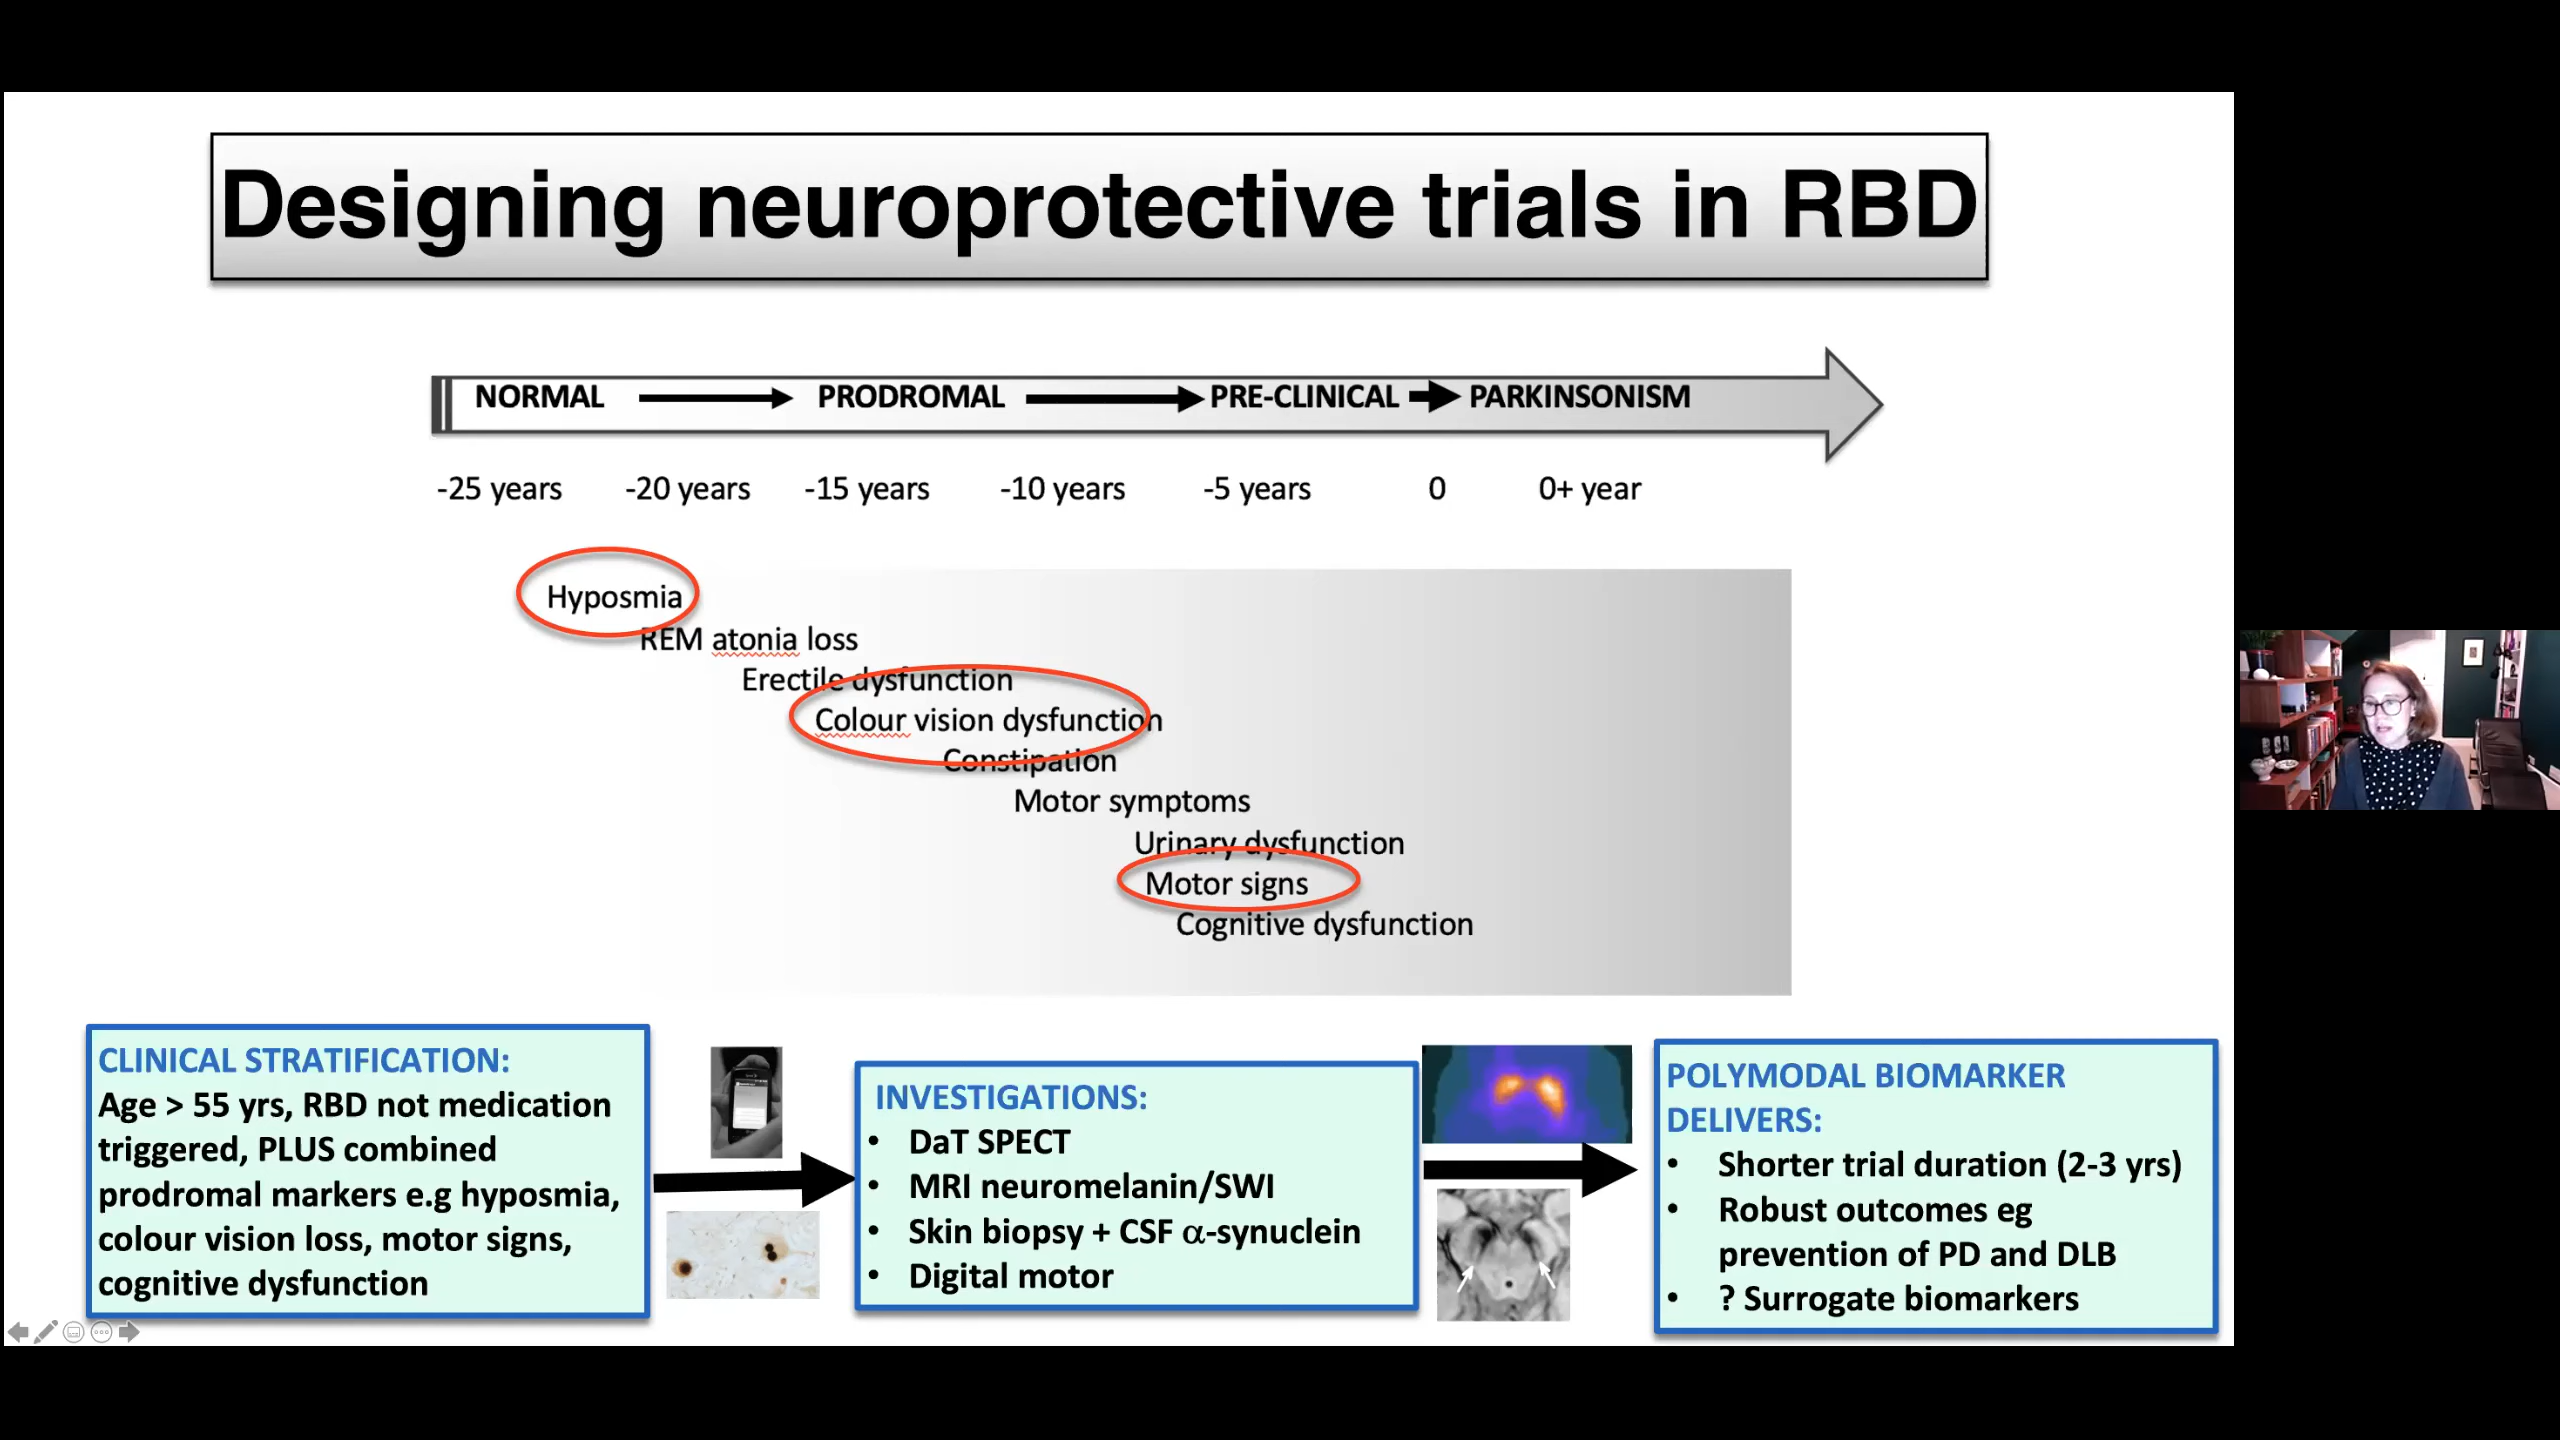 Designing neuroprotective trials in RBD
NORMAL PRODROMAL PRE-CLINICAL PARKINSONISM
-25 years -20 years -15 years -10 years -5 years 0 0+ year
Hyposmia
REM atonia loss
Erectile dysfunction
Colour vision dysfunction
Constipation
Motor symptoms
Urinary dysfunction
Motor signs
Cognitive dysfunction
CLINICAL STRATIFICATION:
Age > 55 yrs, RBD not medication
triggered, PLUS combined
prodromal markers e.g hyposmia,
colour vision loss, motor signs,
cognitive dysfunction
INVESTIGATIONS:
• DaT SPECT
• MRI neuromelanin/SWI
• Skin biopsy + CSF α-synuclein
• Digital motor
POLYMODAL BIOMARKER
DELIVERS:
• Shorter trial duration (2-3 yrs)
• Robust outcomes eg
prevention of PD and DLB
• ? Surrogate biomarkers